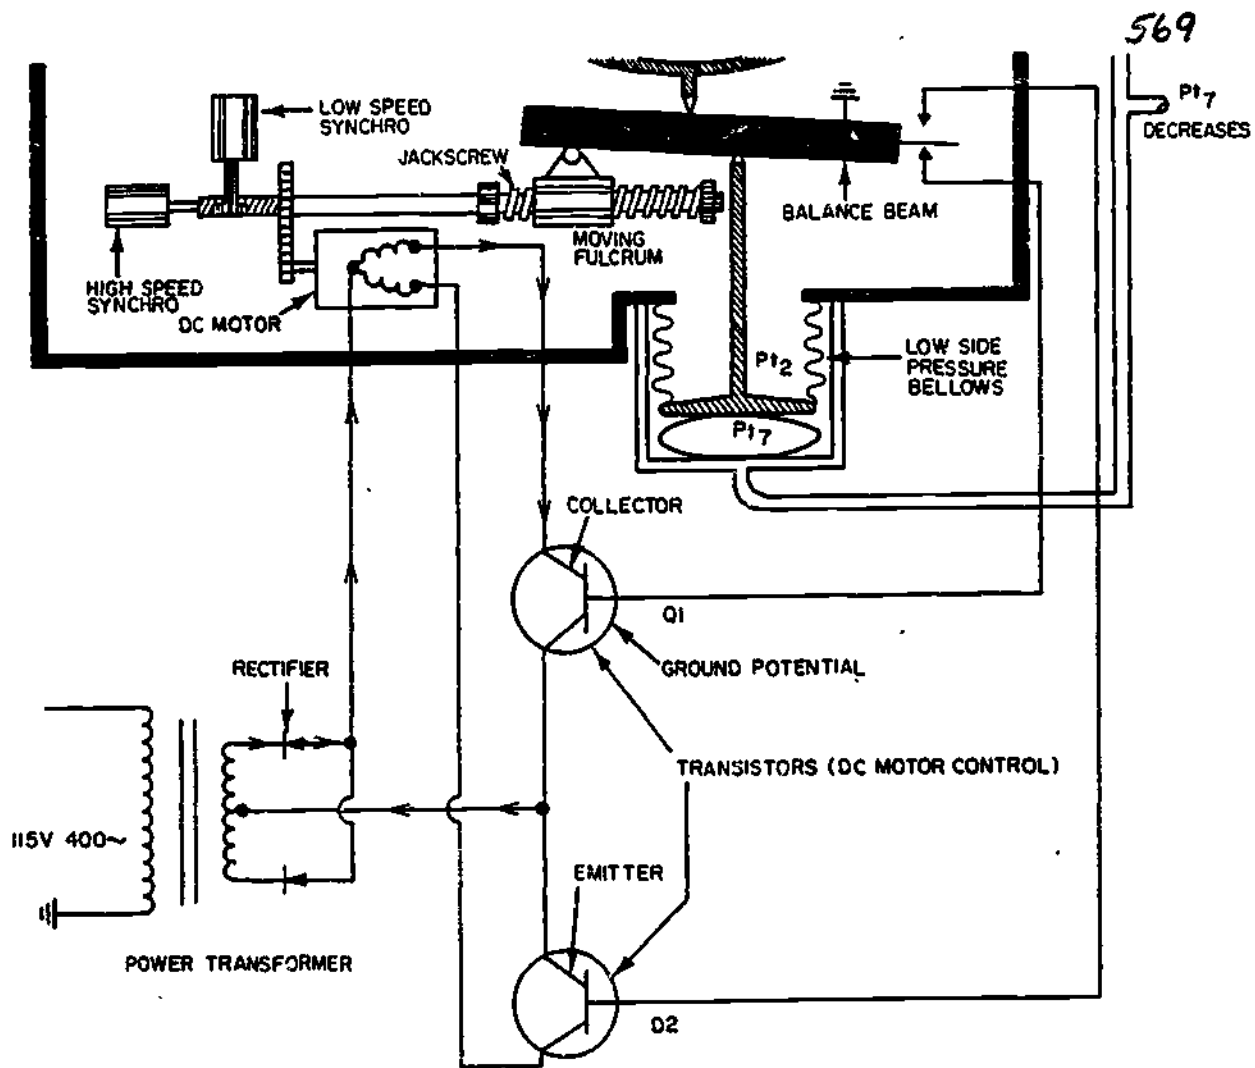 569
Pt7
DECREASES
LOW SPEED
SYNCHRO
JACKSCREW
BALANCE BEAM
MOVING
FULCRUM
HIGH SPEED
SYNCHRO
DC MOTOR
Pt2
LOW SIDE
PRESSURE
BELLOWS
Pt7
COLLECTOR
Q1
GROUND POTENTIAL
RECTIFIER
TRANSISTORS (DC MOTOR CONTROL)
115V 400~
EMITTER
POWER TRANSFORMER
Q2